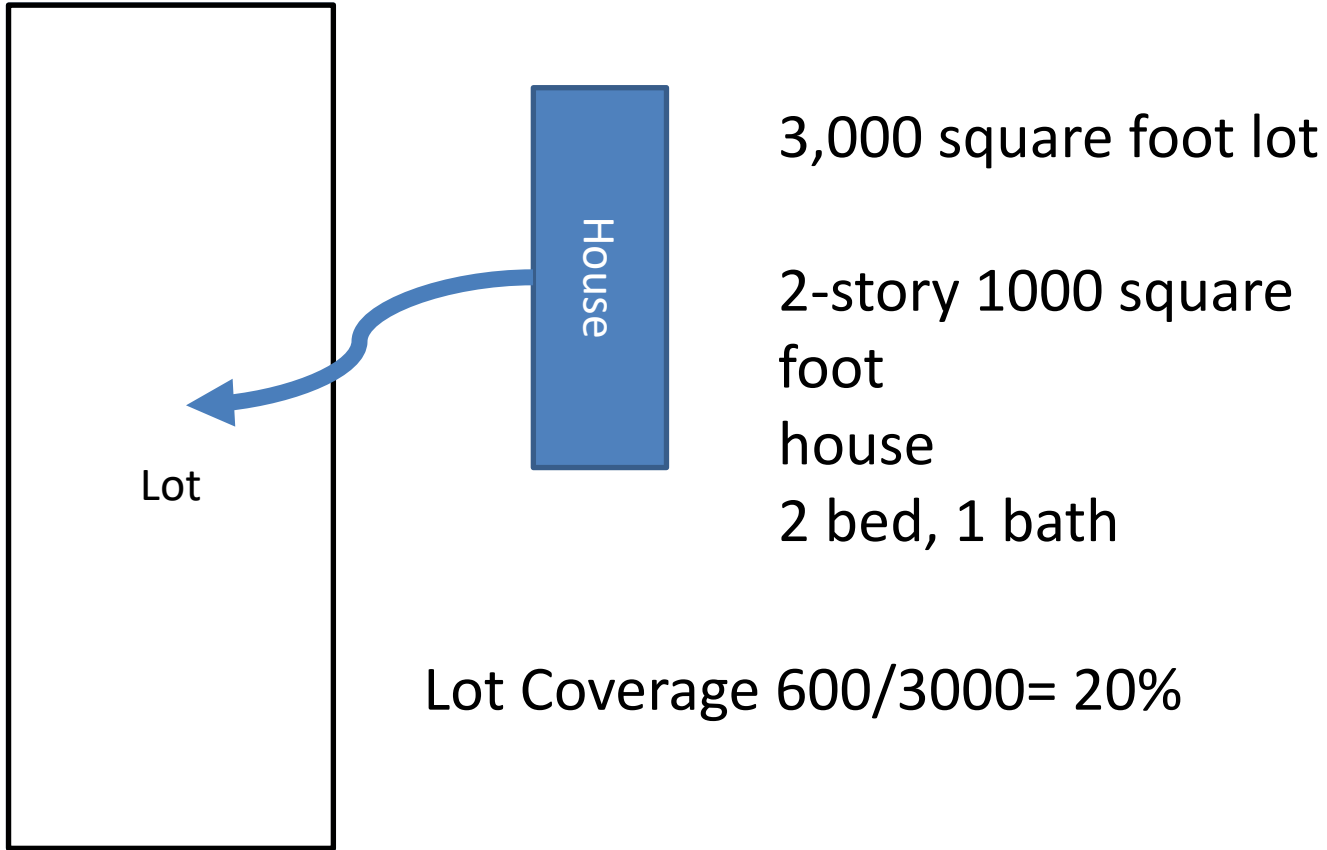 3,000 square foot lot
House
2-story 1000 square
foot
house
2 bed, 1 bath
Lot
Lot Coverage 600/3000= 20%